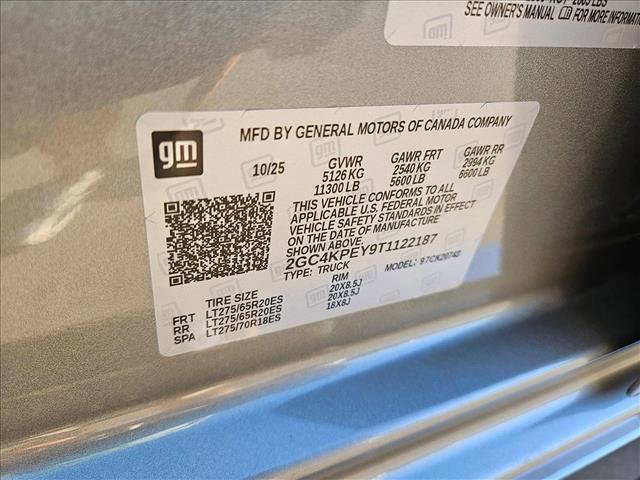 SEE OWNER'S MANUAL FOR MORE INFORMATION
gm
MFD BY GENERAL MOTORS OF CANADA COMPANY
10/25 GVWR GAWR FRT GAWR RR
5126 KG 2540 KG 2994 KG
11300 LB 5600 LB 6600 LB
THIS VEHICLE CONFORMS TO ALL
APPLICABLE U.S. FEDERAL MOTOR
VEHICLE SAFETY STANDARDS IN EFFECT
ON THE DATE OF MANUFACTURE
SHOWN ABOVE.
2GC4KPEY9T1122187
TYPE: TRUCK MODEL: 97CK20743
TIRE SIZE RIM
FRT LT275/65R20ES 20X8.5J
RR LT275/65R20ES 20X8.5J
SPA LT275/70R18ES 18X8J